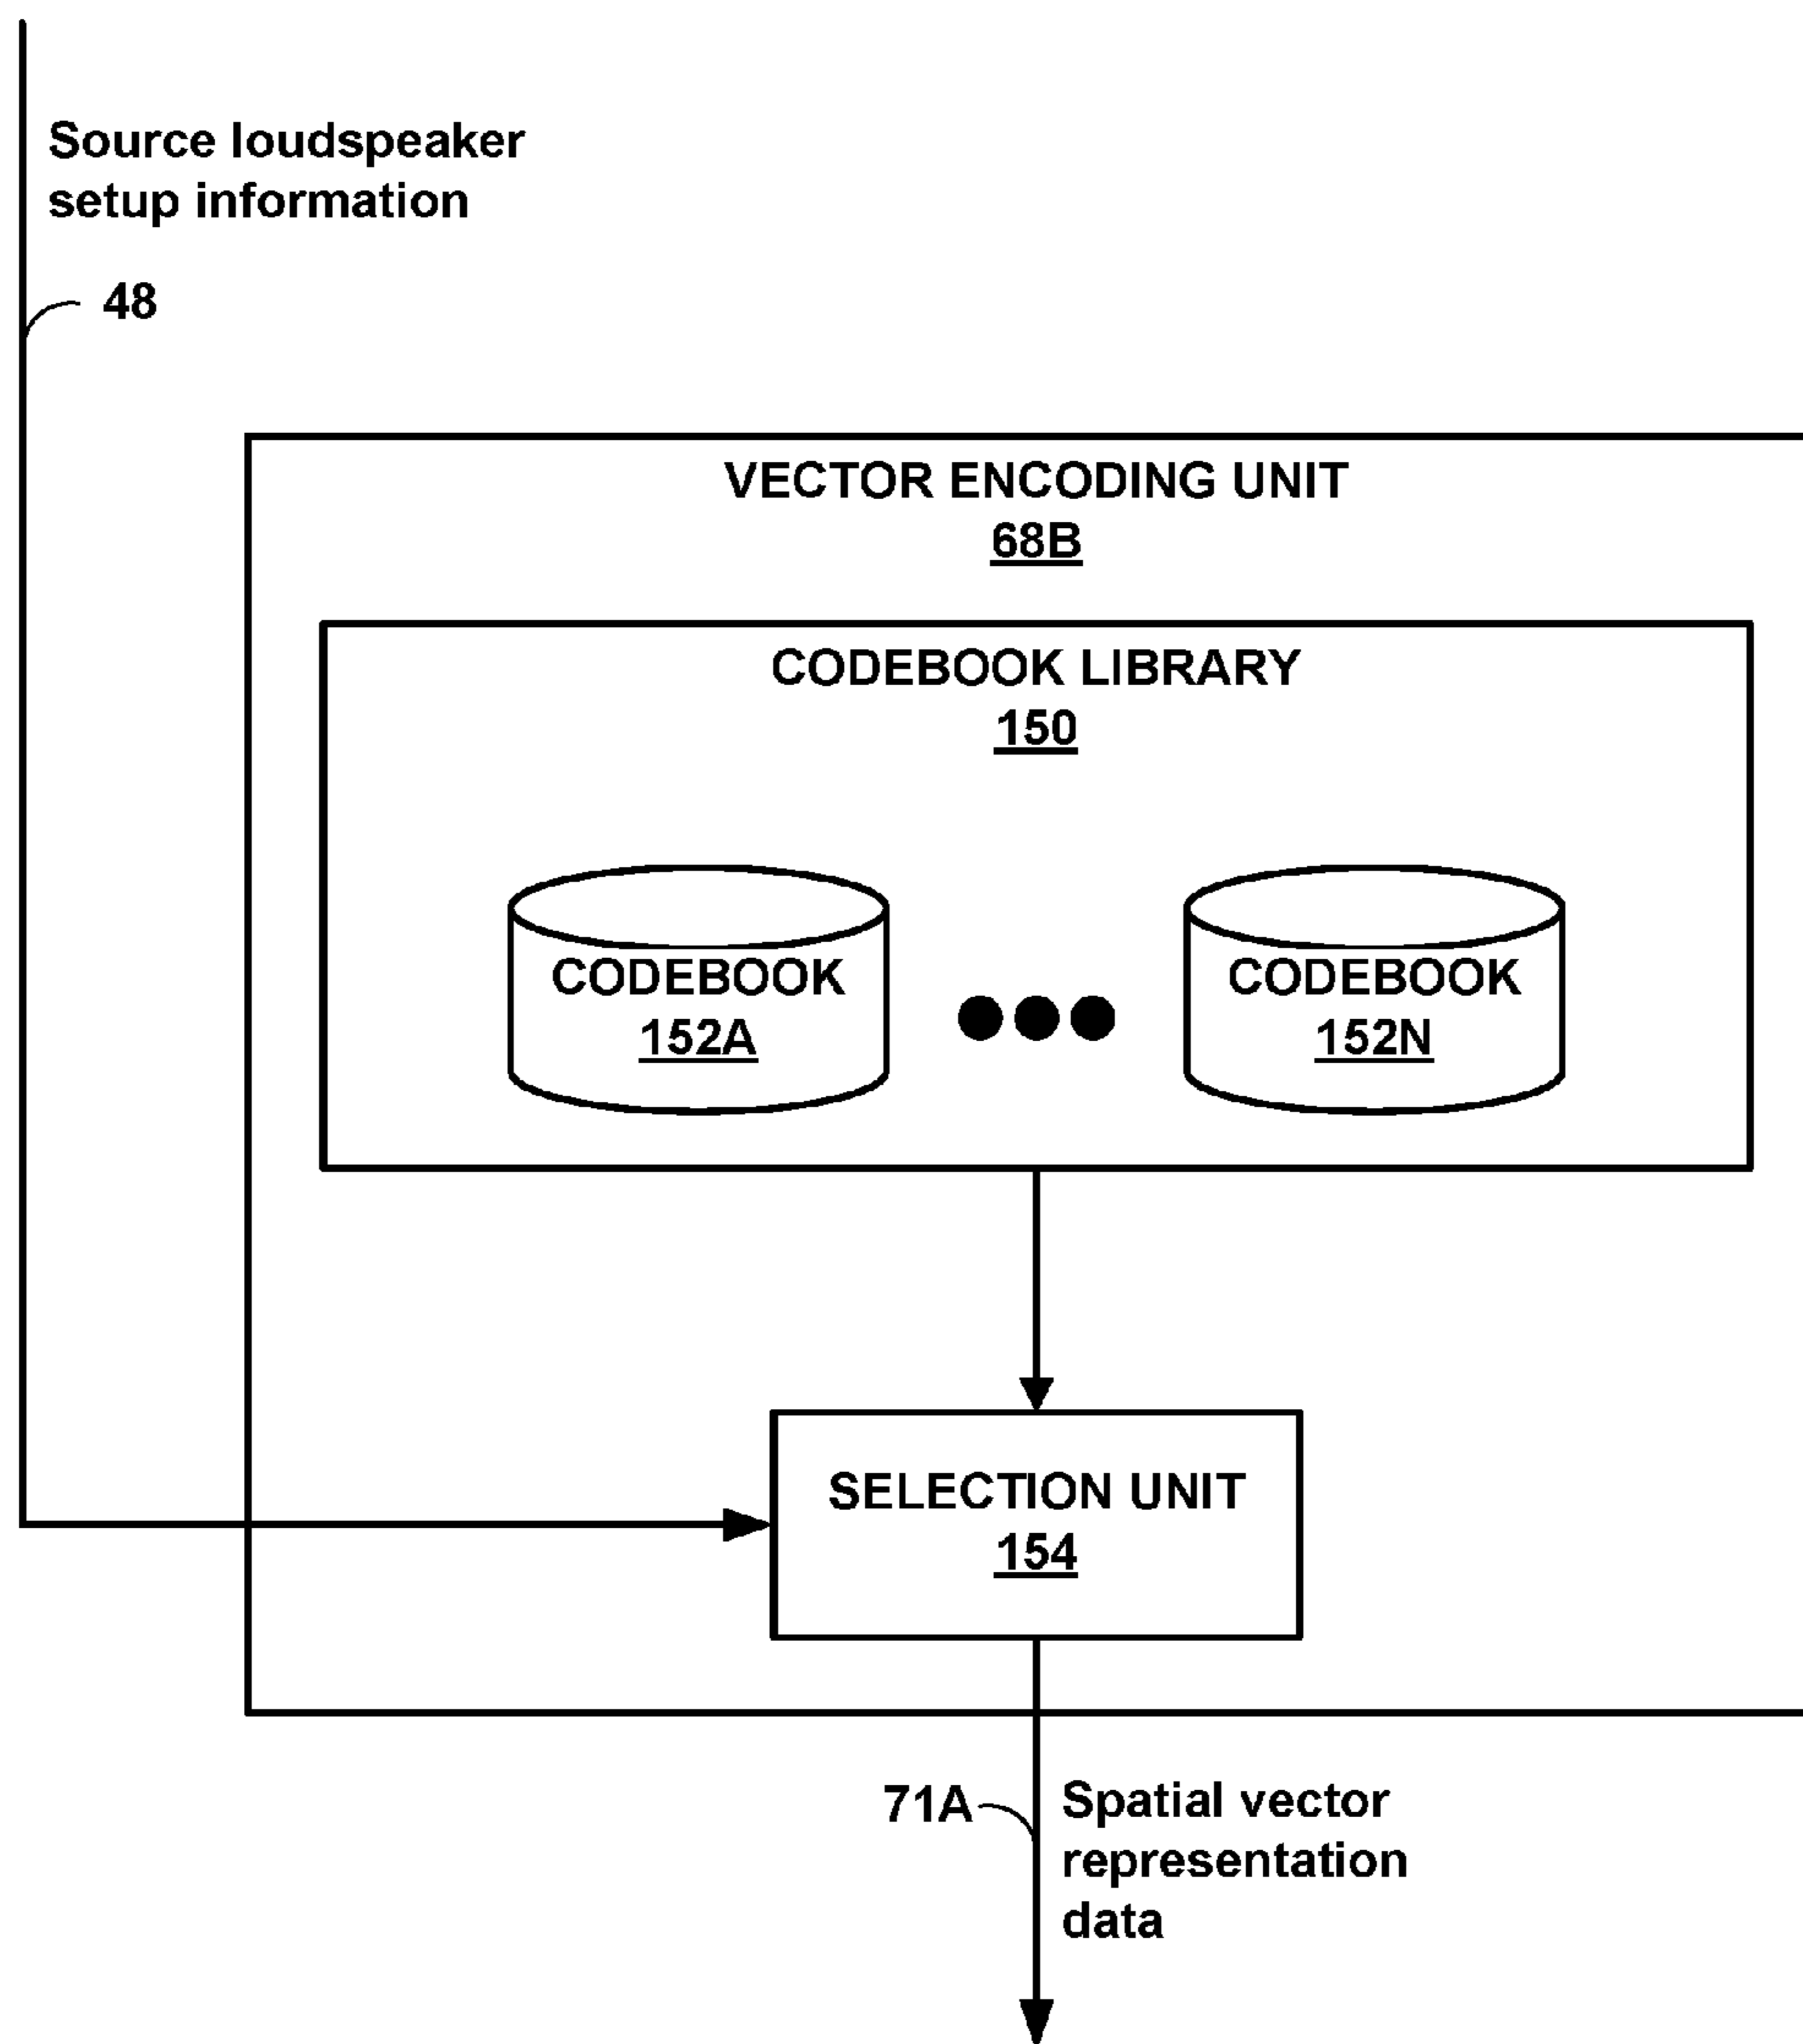 Source loudspeaker
setup information
48
VECTOR ENCODING UNIT
68B
CODEBOOK LIBRARY
150
CODEBOOK
152A
CODEBOOK
152N
SELECTION UNIT
154
71A
Spatial vector
representation
data